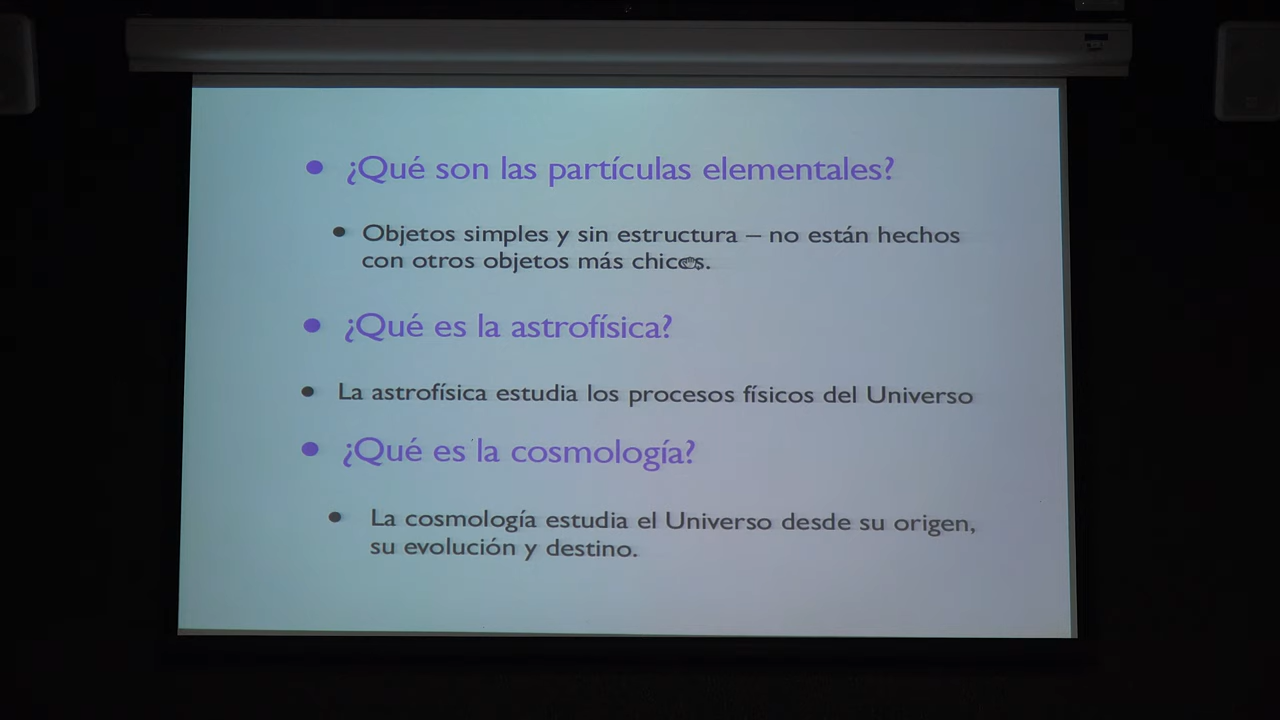 ¿Qué son las partículas elementales?
Objetos simples y sin estructura – no están hechos
con otros objetos más chicos.
¿Qué es la astrofísica?
La astrofísica estudia los procesos físicos del Universo
¿Qué es la cosmología?
La cosmología estudia el Universo desde su origen,
su evolución y destino.